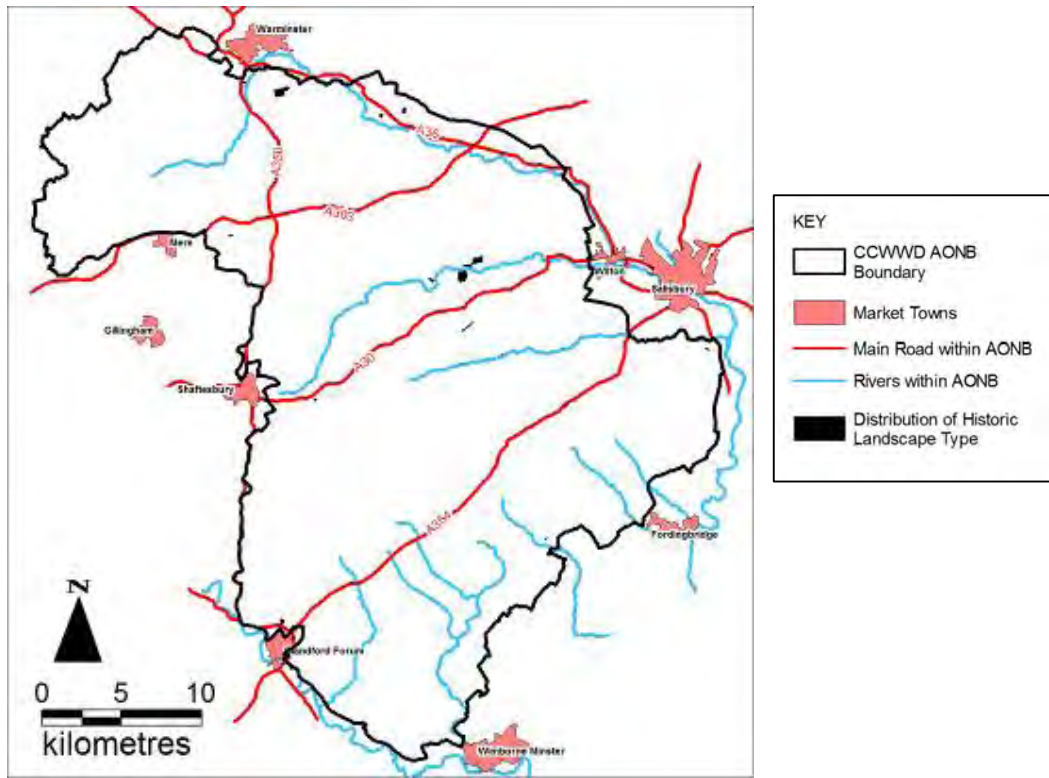 Warminster
A36
A350
A303
Mere
Wilton
Salisbury
Gillingham
A30
Shaftesbury
A354
Fordingbridge
N
Blandford Forum
0 5 10
kilometres
Wimborne Minster
KEY
CCWWD AONB
Boundary
Market Towns
Main Road within AONB
Rivers within AONB
Distribution of Historic
Landscape Type